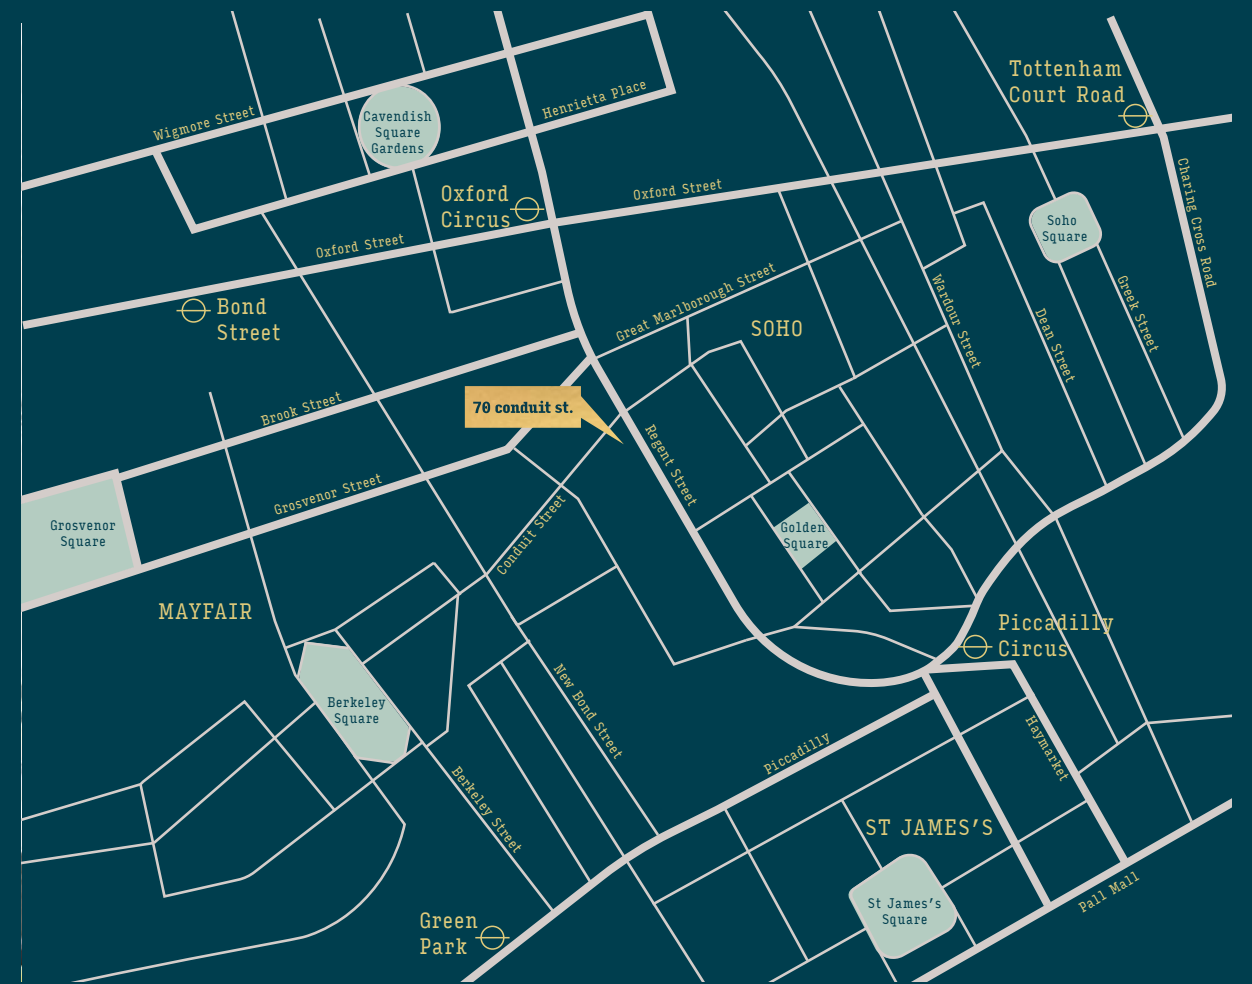 Tottenham
Court Road
Wigmore Street
Henrietta Place
Cavendish
Square
Gardens
Oxford
Circus
Oxford Street
Oxford Street
Charing Cross Road
Soho
Square
Bond
Street
Great Marlborough Street
SOHO
Wardour Street
Dean Street
Greek Street
Brook Street
70 conduit st.
Regent Street
Grosvenor Street
Grosvenor
Square
Conduit Street
Golden
Square
MAYFAIR
Piccadilly
Circus
Berkeley
Square
New Bond Street
Piccadilly
Haymarket
Berkeley Street
ST JAMES’S
St James’s
Square
Pall Mall
Green
Park